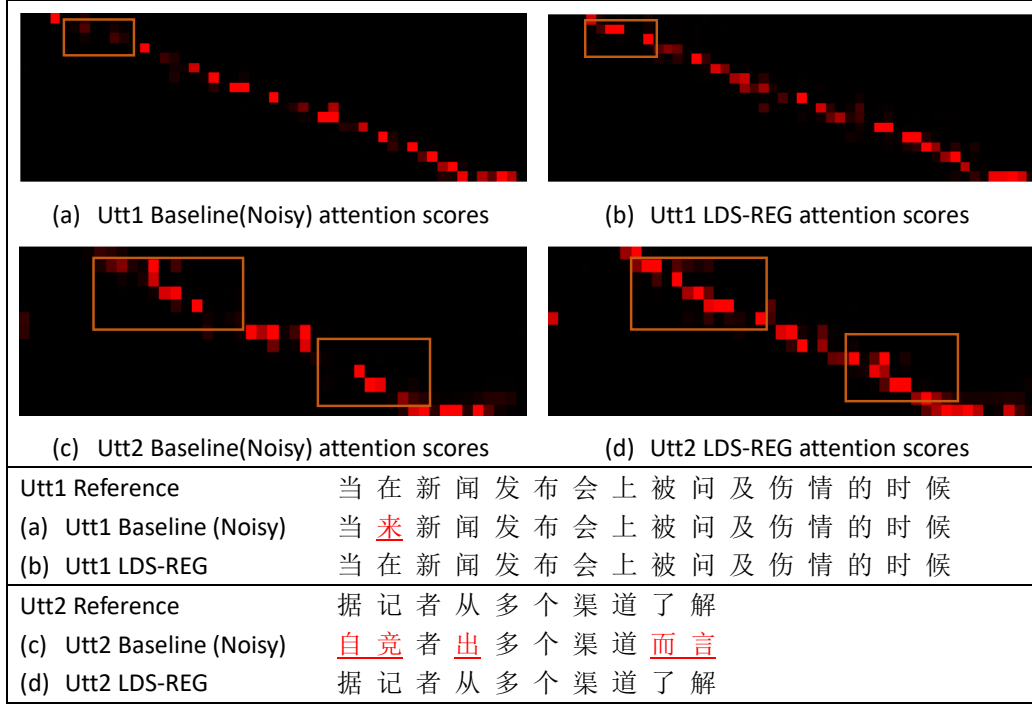 (a) Utt1 Baseline(Noisy) attention scores
(b) Utt1 LDS-REG attention scores
(c) Utt2 Baseline(Noisy) attention scores
(d) Utt2 LDS-REG attention scores
Utt1 Reference 当 在 新 闻 发 布 会 上 被 问 及 伤 情 的 时 候
(a) Utt1 Baseline (Noisy) 当 来 新 闻 发 布 会 上 被 问 及 伤 情 的 时 候
(b) Utt1 LDS-REG 当 在 新 闻 发 布 会 上 被 问 及 伤 情 的 时 候
Utt2 Reference 据 记 者 从 多 个 渠 道 了 解
(c) Utt2 Baseline (Noisy) 自 竞 者 出 多 个 渠 道 而 言
(d) Utt2 LDS-REG 据 记 者 从 多 个 渠 道 了 解